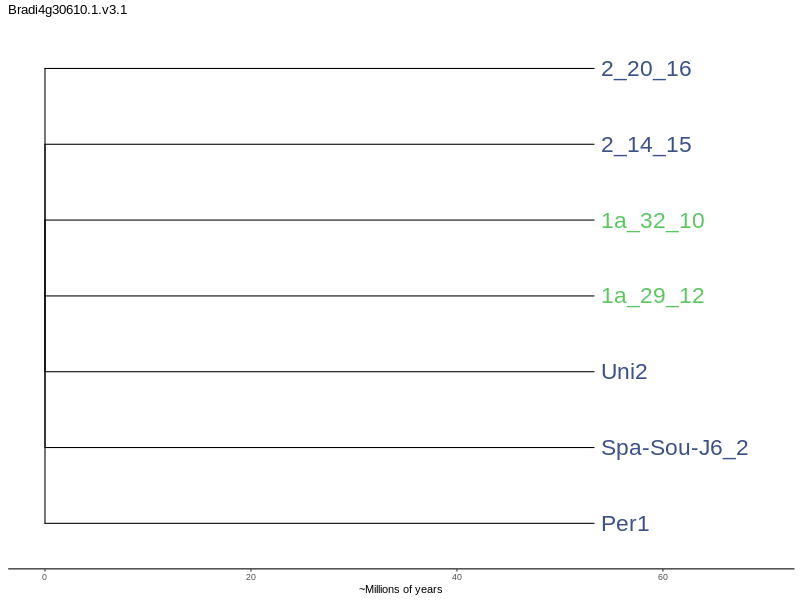 Bradi4g30610.1.v3.1
2_20_16
2_14_15
1a_32_10
1a_29_12
Uni2
Spa-Sou-J6_2
Per1
0 20 40 60
~Millions of years